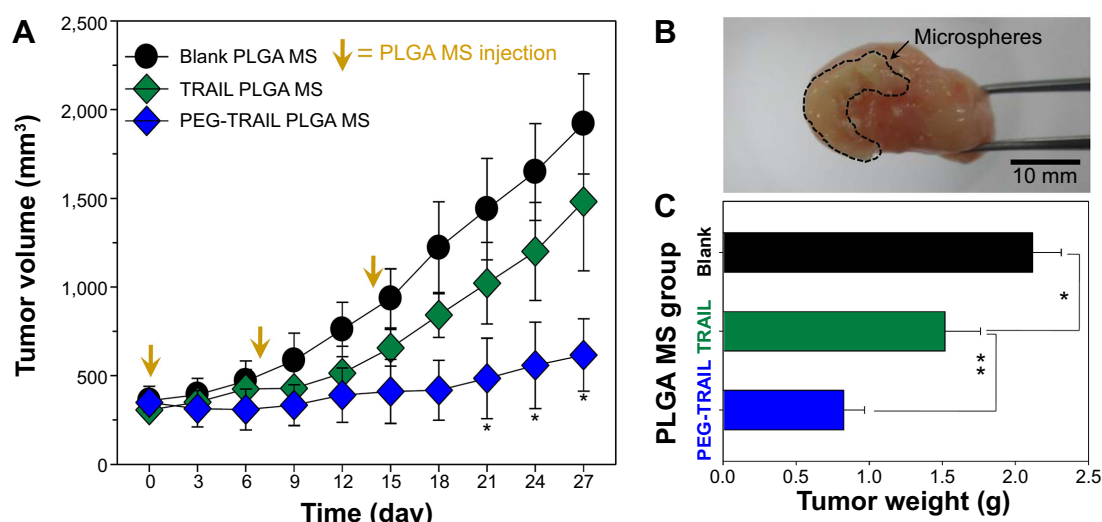 A
2,500
2,000
1,500
1,000
500
0
Tumor volume (mm³)
Blank PLGA MS
TRAIL PLGA MS
PEG-TRAIL PLGA MS
= PLGA MS injection
*
*
*
0 3 6 9 12 15 18 21 24 27
Time (day)
B
Microspheres
10 mm
C
PLGA MS group
Blank
TRAIL
PEG-TRAIL
*
**
0.0 0.5 1.0 1.5 2.0 2.5
Tumor weight (g)